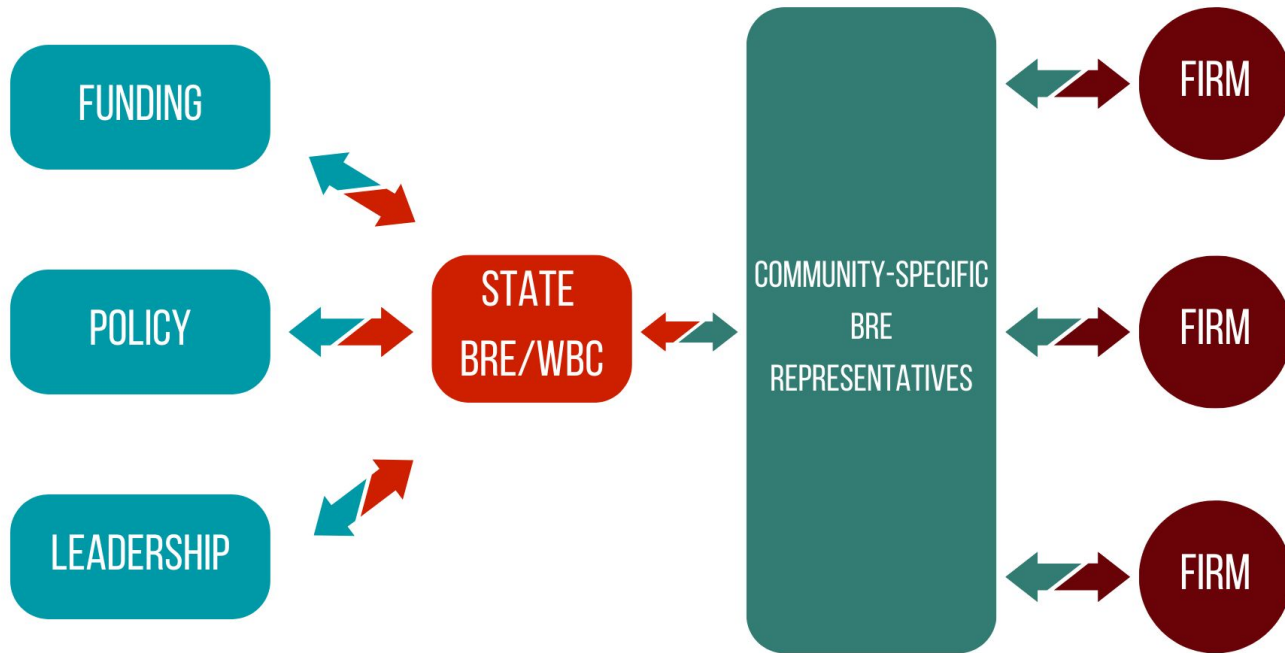 FUNDING
POLICY
LEADERSHIP
STATE
BRE/WBC
COMMUNITY-SPECIFIC
BRE
REPRESENTATIVES
FIRM
FIRM
FIRM